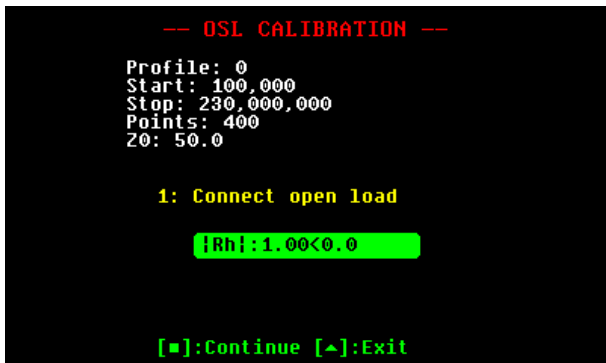 —— OSL CALIBRATION ——
Profile: 0
Start: 100,000
Stop: 230,000,000
Points: 400
Z0: 50.0
1: Connect open load
¦Rh¦:1.00<0.0
[■]:Continue [▲]:Exit